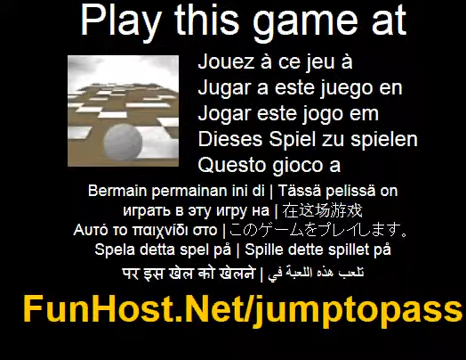 Play this game at
Jouez à ce jeu à
Jugar a este juego en
Jogar este jogo em
Dieses Spiel zu spielen
Questo gioco a
Bermain permainan ini di | Tässä pelissä on
играть в эту игру на | 在这场游戏
Αυτό το παιχνίδι στο | このゲームをプレイします。
Spela detta spel på | Spille dette spillet på
पर इस खेल को खेलने | تلعب هذه اللعبة في
FunHost.Net/jumptopass